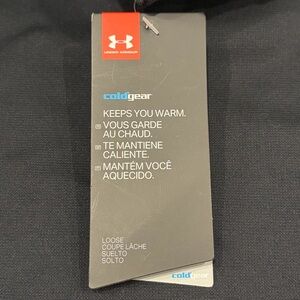 UNDER ARMOUR
coldgear
KEEPS YOU WARM.
VOUS GARDE
AU CHAUD.
TE MANTIENE
CALIENTE.
MANTÉM VOCÊ
AQUECIDO.
LOOSE
COUPE LÂCHE
SUELTO
SOLTO
coldgear